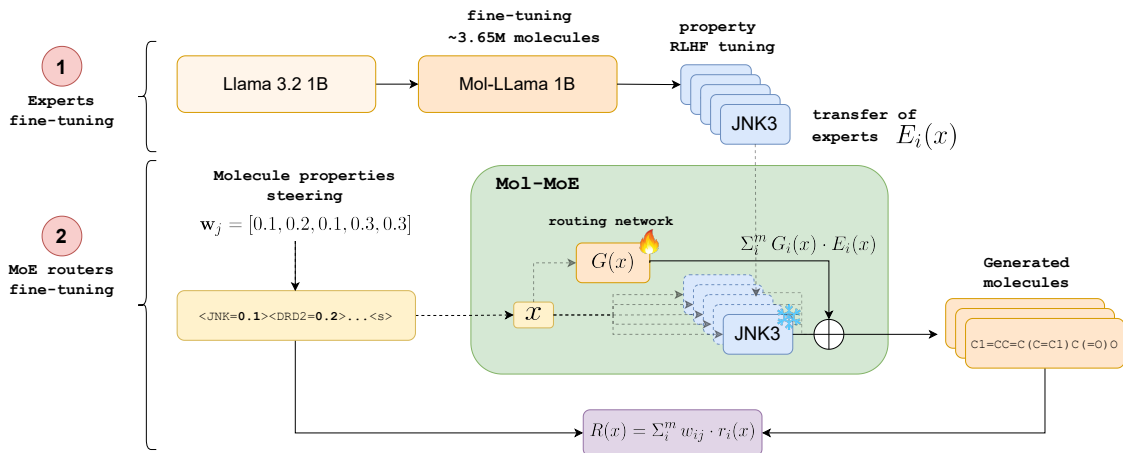 1
Experts
fine-tuning
Llama 3.2 1B
fine-tuning
~3.65M molecules
Mol-LLama 1B
property
RLHF tuning
JNK3
transfer of
experts E_i(x)
2
MoE routers
fine-tuning
Molecule properties
steering
w_j = [0.1, 0.2, 0.1, 0.3, 0.3]
<JNK=0.1><DRD2=0.2>...<s>
Mol-MoE
routing network
G(x)
Σ_i^m G_i(x) · E_i(x)
x
JNK3
Generated
molecules
C1=CC=C(C=C1)C(=O)O
R(x) = Σ_i^m w_{ij} · r_i(x)